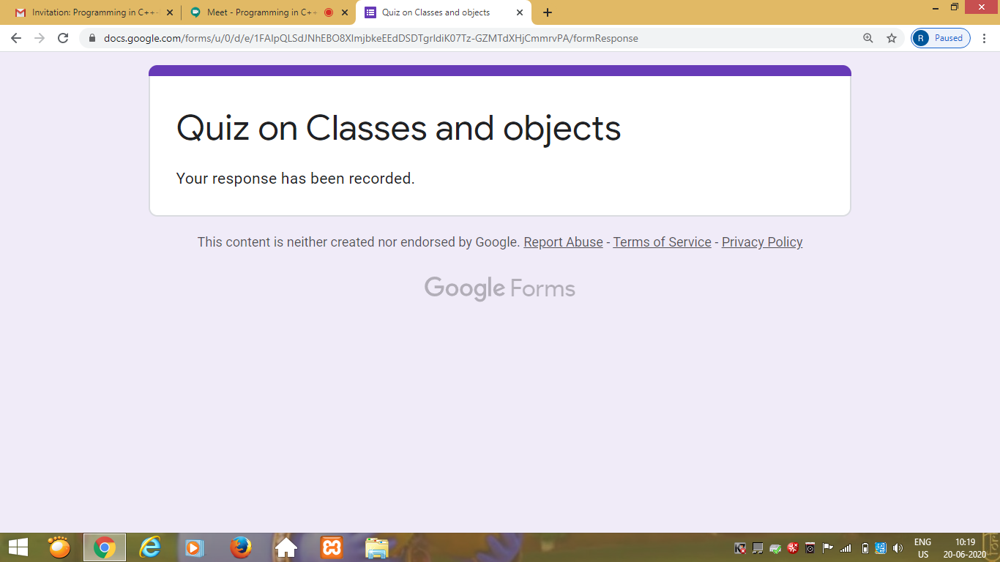 Invitation: Programming in C++
Meet - Programming in C++
Quiz on Classes and objects
docs.google.com/forms/u/0/d/e/1FAIpQLSdJNhEBO8XlmjbkeEEdDSDTgrIdiK07Tz-GZMTdXHjCmmrvPA/formResponse
R
Paused
Quiz on Classes and objects
Your response has been recorded.
This content is neither created nor endorsed by Google. Report Abuse - Terms of Service - Privacy Policy
Google Forms
ENG
US
10:19
20-06-2020